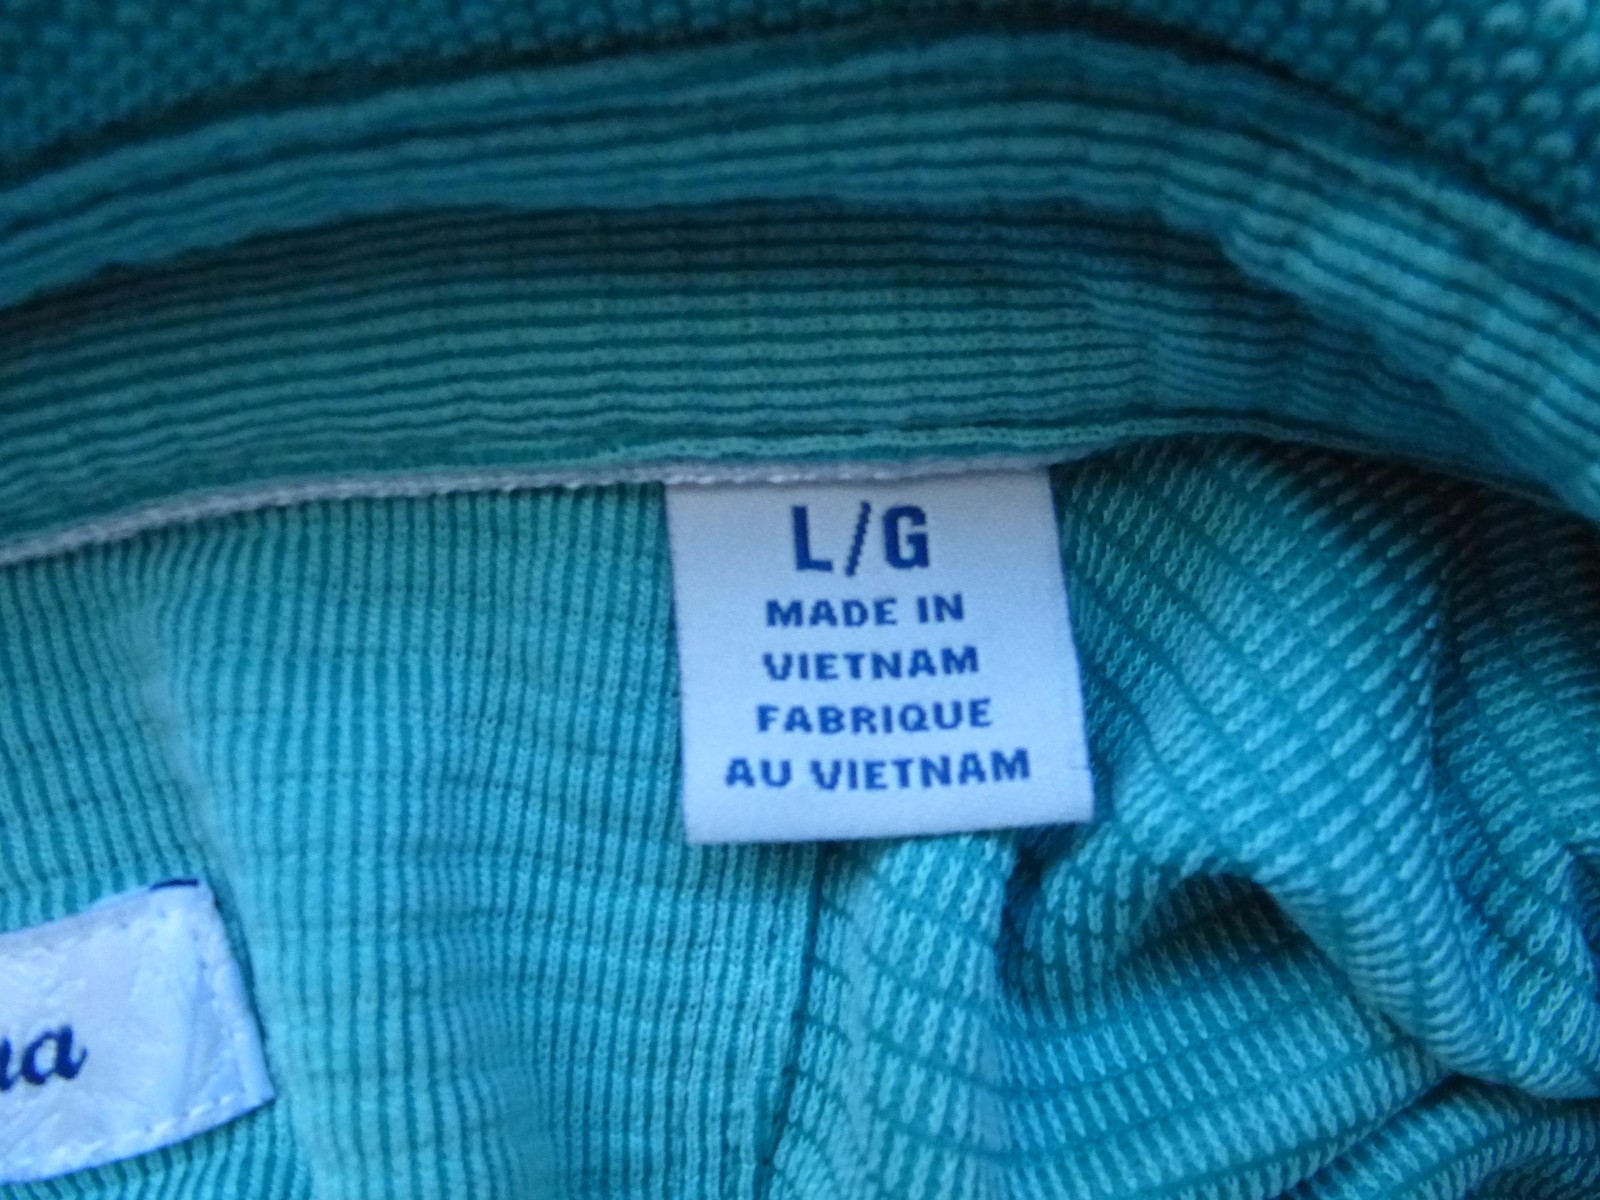 L/G
MADE IN
VIETNAM
FABRIQUE
AU VIETNAM